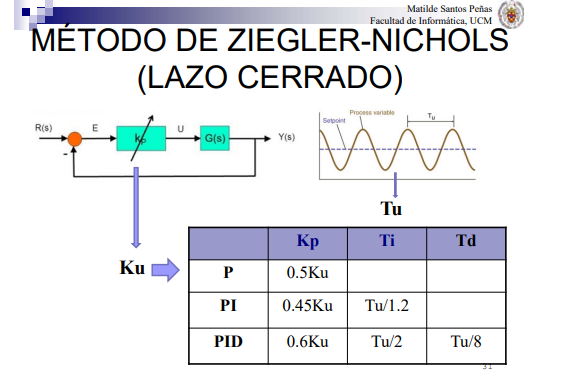 Matilde Santos Peñas
Facultad de Informática, UCM
MÉTODO DE ZIEGLER-NICHOLS
(LAZO CERRADO)
R(s) E kp U G(s) Y(s)
-
Process variable
Setpoint Tu
Tu
Ku
Kp Ti Td
P 0.5Ku
PI 0.45Ku Tu/1.2
PID 0.6Ku Tu/2 Tu/8
31